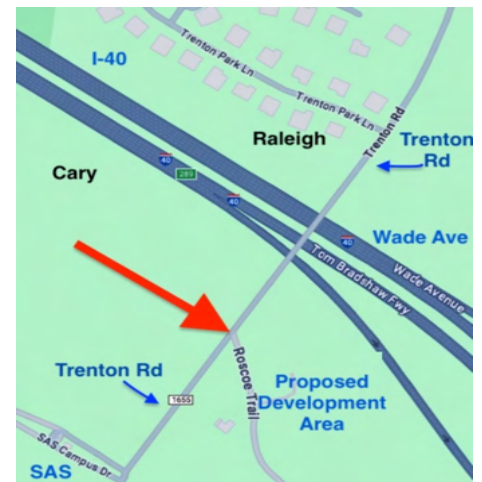 Trenton Park Ln
I-40
Trenton Park Ln
Trenton Rd
Raleigh
Trenton
Rd
40
289
Cary
40
40
Wade Ave
Tom Bradshaw Fwy
Wade Avenue
Roscoe Trail
Trenton Rd
1655
Proposed
Development
Area
SAS Campus Dr
SAS